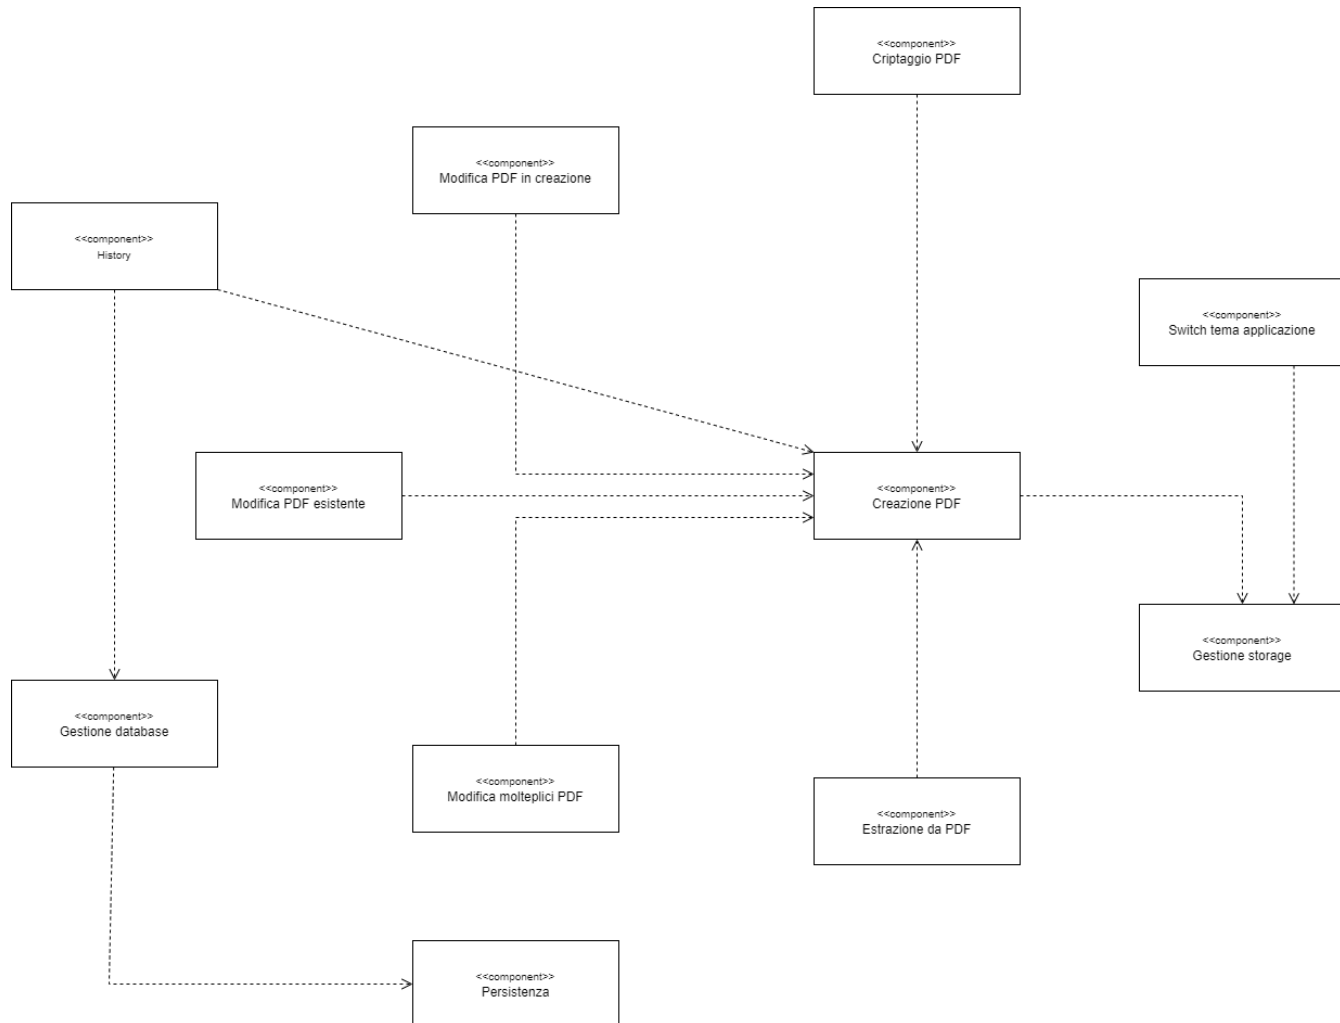 <<component>>
Criptaggio PDF
<<component>>
Modifica PDF in creazione
<<component>>
History
<<component>>
Switch tema applicazione
<<component>>
Modifica PDF esistente
<<component>>
Creazione PDF
<<component>>
Gestione storage
<<component>>
Gestione database
<<component>>
Modifica molteplici PDF
<<component>>
Estrazione da PDF
<<component>>
Persistenza